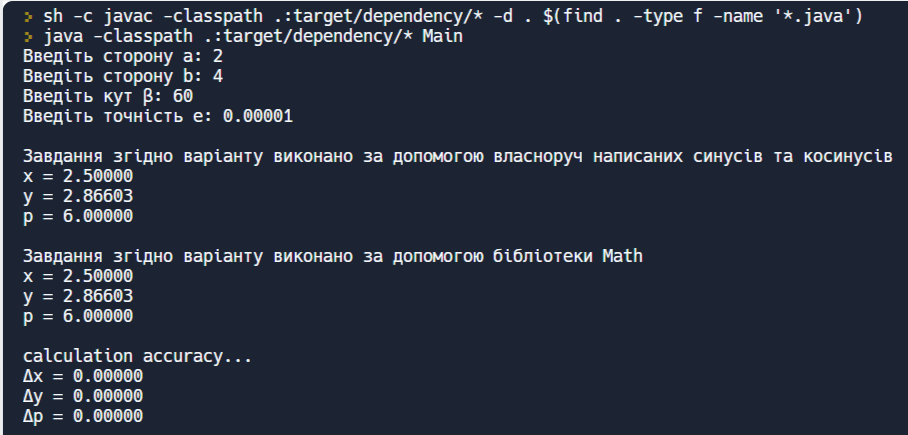 > sh -c javac -classpath .:target/dependency/* -d . $(find . -type f -name '*.java')
> java -classpath .:target/dependency/* Main
Введіть сторону a: 2
Введіть сторону b: 4
Введіть кут β: 60
Введіть точність e: 0.00001
Завдання згідно варіанту виконано за допомогою власноруч написаних синусів та косинусів
x = 2.50000
y = 2.86603
p = 6.00000
Завдання згідно варіанту виконано за допомогою бібліотеки Math
x = 2.50000
y = 2.86603
p = 6.00000
calculation accuracy...
Δx = 0.00000
Δy = 0.00000
Δp = 0.00000